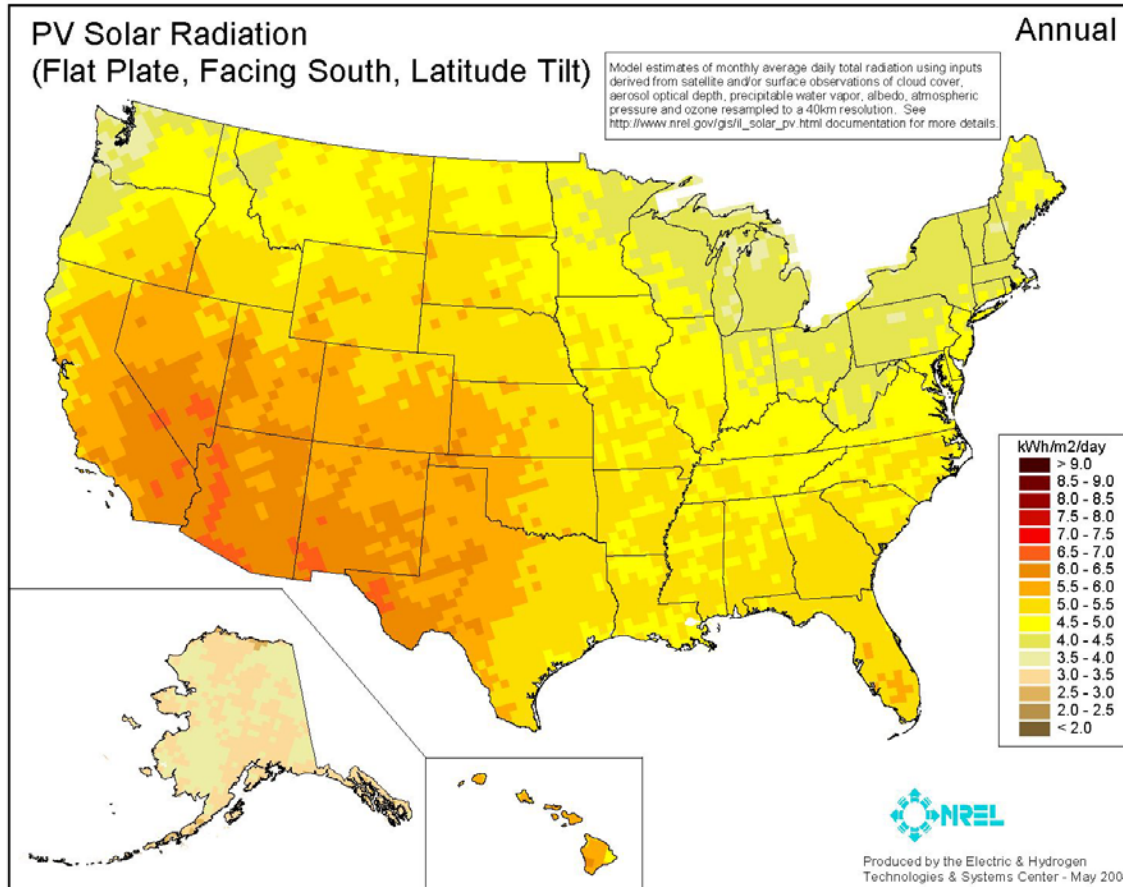 PV Solar Radiation
(Flat Plate, Facing South, Latitude Tilt)
Annual
Model estimates of monthly average daily total radiation using inputs
derived from satellite and/or surface observations of cloud cover,
aerosol optical depth, precipitable water vapor, albedo, atmospheric
pressure and ozone resampled to a 40km resolution. See
http://www.nrel.gov/gis/il_solar_pv.html documentation for more details.
kWh/m2/day
> 9.0
8.5 - 9.0
8.0 - 8.5
7.5 - 8.0
7.0 - 7.5
6.5 - 7.0
6.0 - 6.5
5.5 - 6.0
5.0 - 5.5
4.5 - 5.0
4.0 - 4.5
3.5 - 4.0
3.0 - 3.5
2.5 - 3.0
2.0 - 2.5
< 2.0
NREL
Produced by the Electric & Hydrogen
Technologies & Systems Center - May